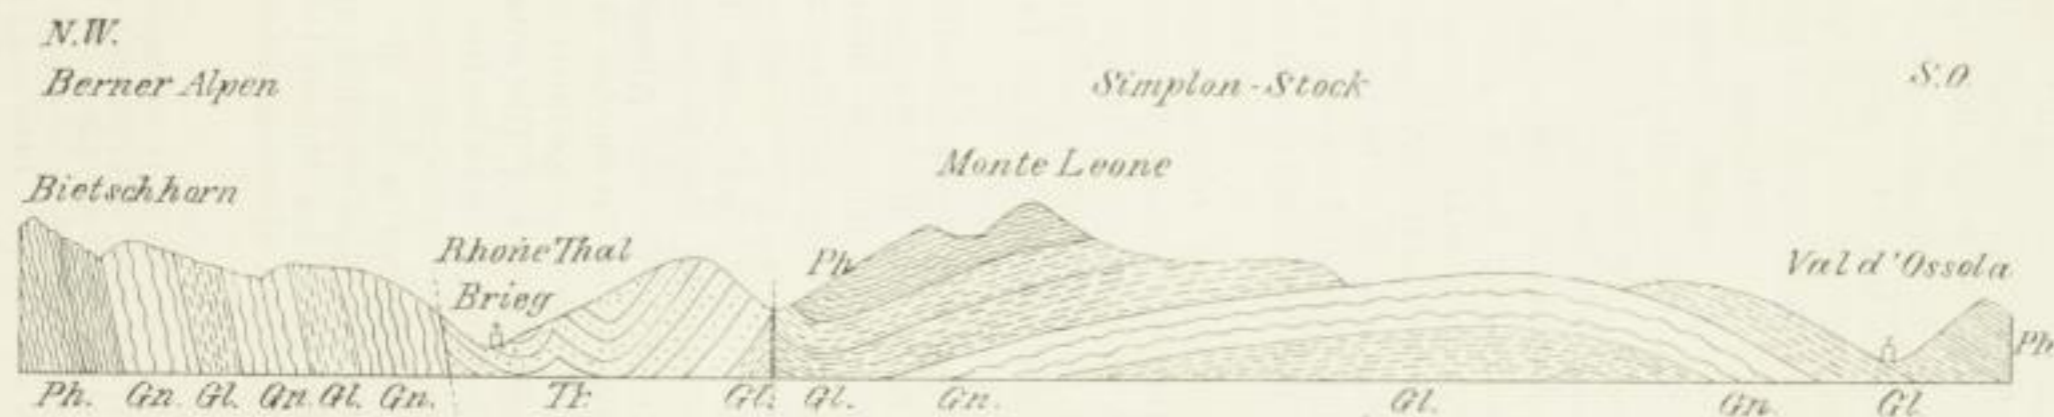 N.W.
Berner Alpen
Simplon-Stock
S.O.
Monte Leone
Bietschhorn
Rhône Thal
Brieg
Ph.
Val d'Ossola
Ph.
Ph. Gn. Gl. Gn. Gl. Gn. Tr. Gl. Gl. Gn. Gl. Gn. Gl.